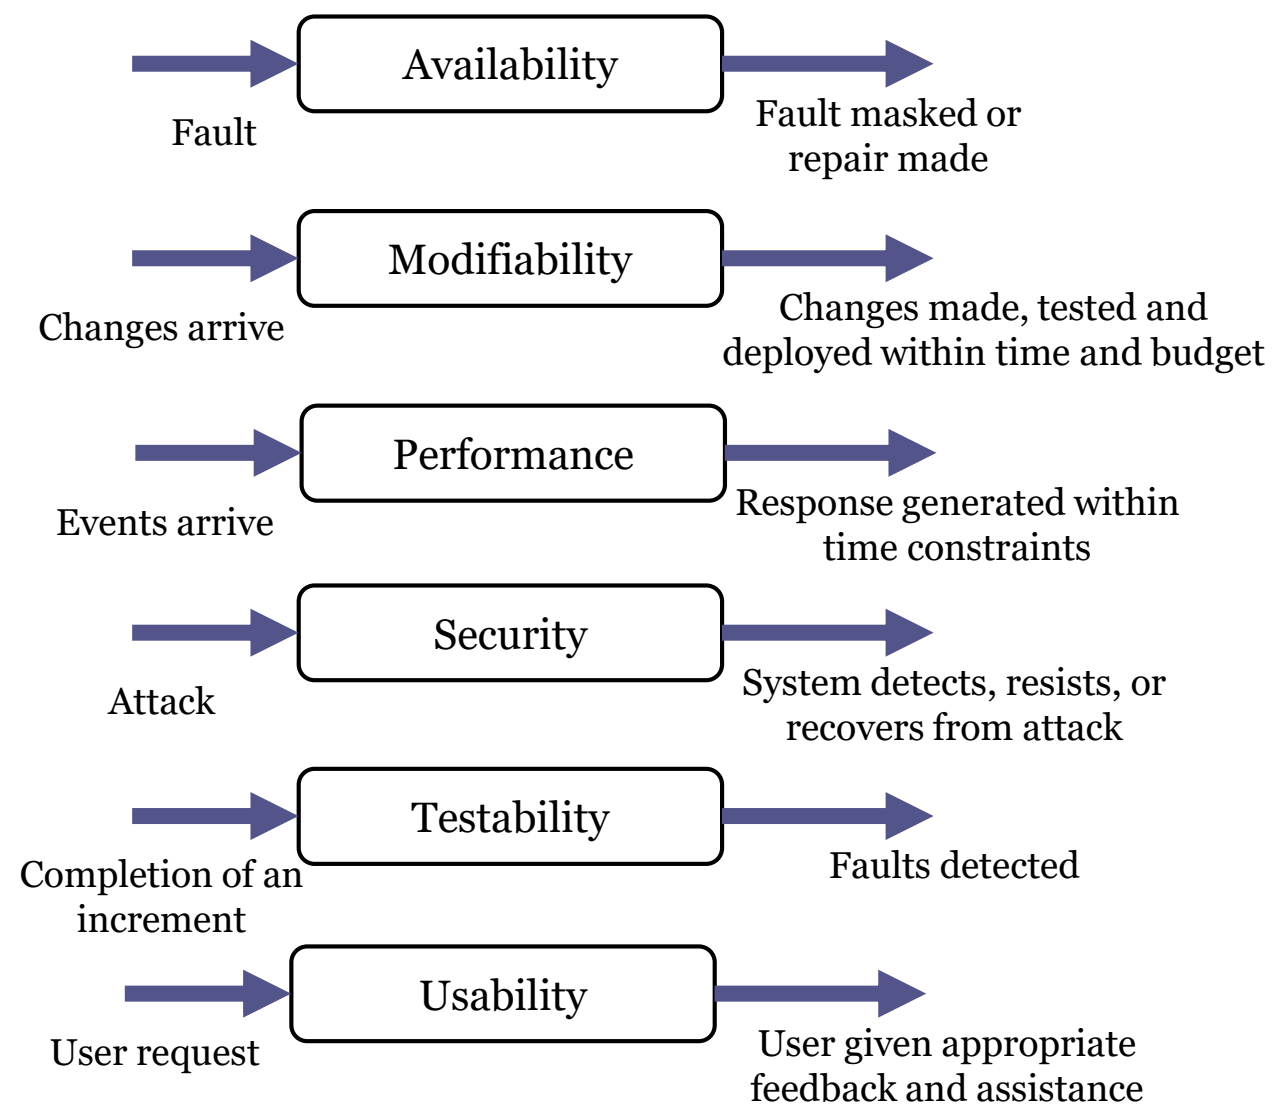 Availability
Fault
Fault masked or
repair made
Modifiability
Changes arrive
Changes made, tested and
deployed within time and budget
Performance
Events arrive
Response generated within
time constraints
Security
Attack
System detects, resists, or
recovers from attack
Testability
Completion of an
increment
Faults detected
Usability
User request
User given appropriate
feedback and assistance